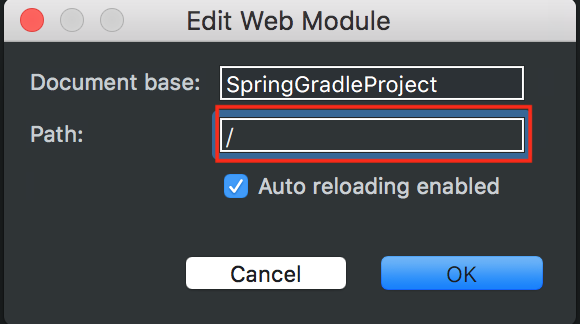 Edit Web Module
Document base: SpringGradleProject
Path: /
Auto reloading enabled
Cancel OK